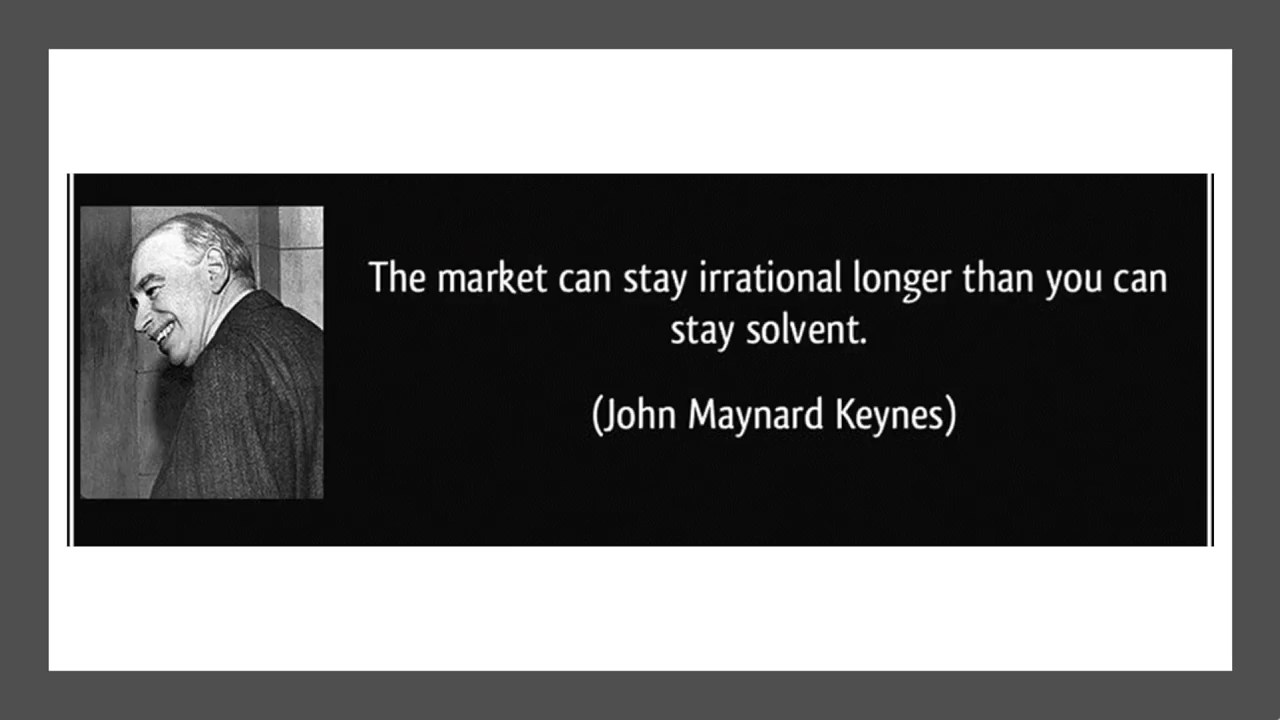 The market can stay irrational longer than you can
stay solvent.
(John Maynard Keynes)